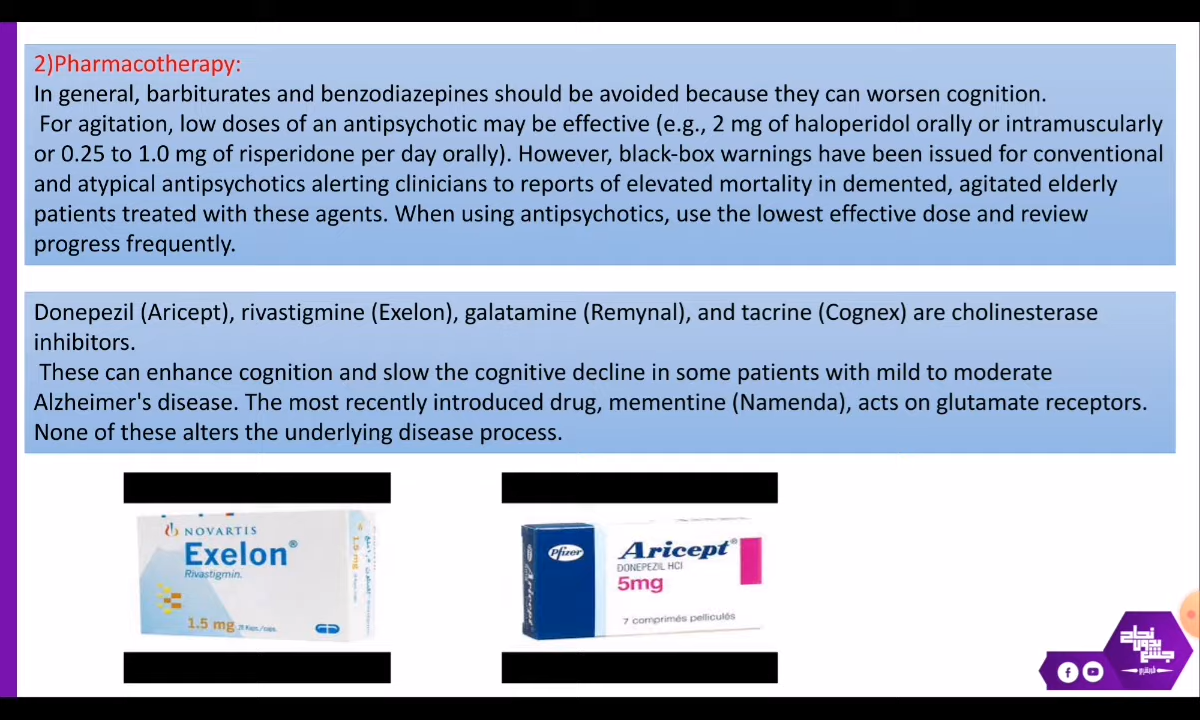 2)Pharmacotherapy:
In general, barbiturates and benzodiazepines should be avoided because they can worsen cognition.
For agitation, low doses of an antipsychotic may be effective (e.g., 2 mg of haloperidol orally or intramuscularly
or 0.25 to 1.0 mg of risperidone per day orally). However, black-box warnings have been issued for conventional
and atypical antipsychotics alerting clinicians to reports of elevated mortality in demented, agitated elderly
patients treated with these agents. When using antipsychotics, use the lowest effective dose and review
progress frequently.
Donepezil (Aricept), rivastigmine (Exelon), galatamine (Remynal), and tacrine (Cognex) are cholinesterase
inhibitors.
These can enhance cognition and slow the cognitive decline in some patients with mild to moderate
Alzheimer's disease. The most recently introduced drug, mementine (Namenda), acts on glutamate receptors.
None of these alters the underlying disease process.
NOVARTIS
Exelon®
Rivastigmin.
1.5 mg
1.5 mg
Pfizer
Aricept
Aricept®
DONEPEZIL HCl
5mg
7 comprimés pelliculés
نجاح
بدون
جشع